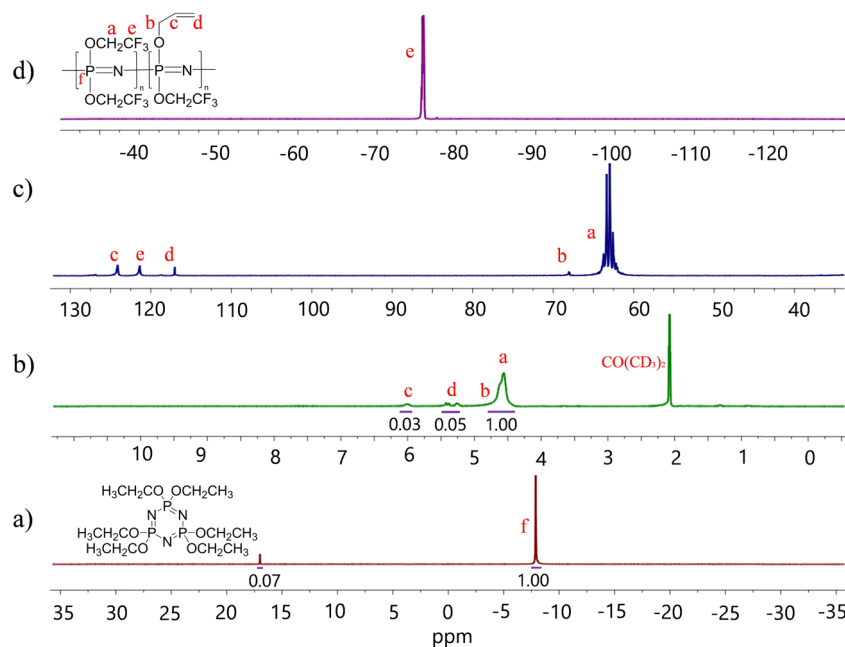 d)
b c d
a e
O
OCH₂CF₃ O
f P N P N
n n
OCH₂CF₃ OCH₂CF₃
e
-40 -50 -60 -70 -80 -90 -100 -110 -120
c)
c e d b a
130 120 110 100 90 80 70 60 50 40
b)
c d b a CO(CD₃)₂
0.03 0.05 1.00
10 9 8 7 6 5 4 3 2 1 0
a)
H₃CH₂CO OCH₂CH₃
P
N N
H₃CH₂CO P P OCH₂CH₃
H₃CH₂CO N OCH₂CH₃
f
0.07 1.00
35 30 25 20 15 10 5 0 -5 -10 -15 -20 -25 -30 -35
ppm